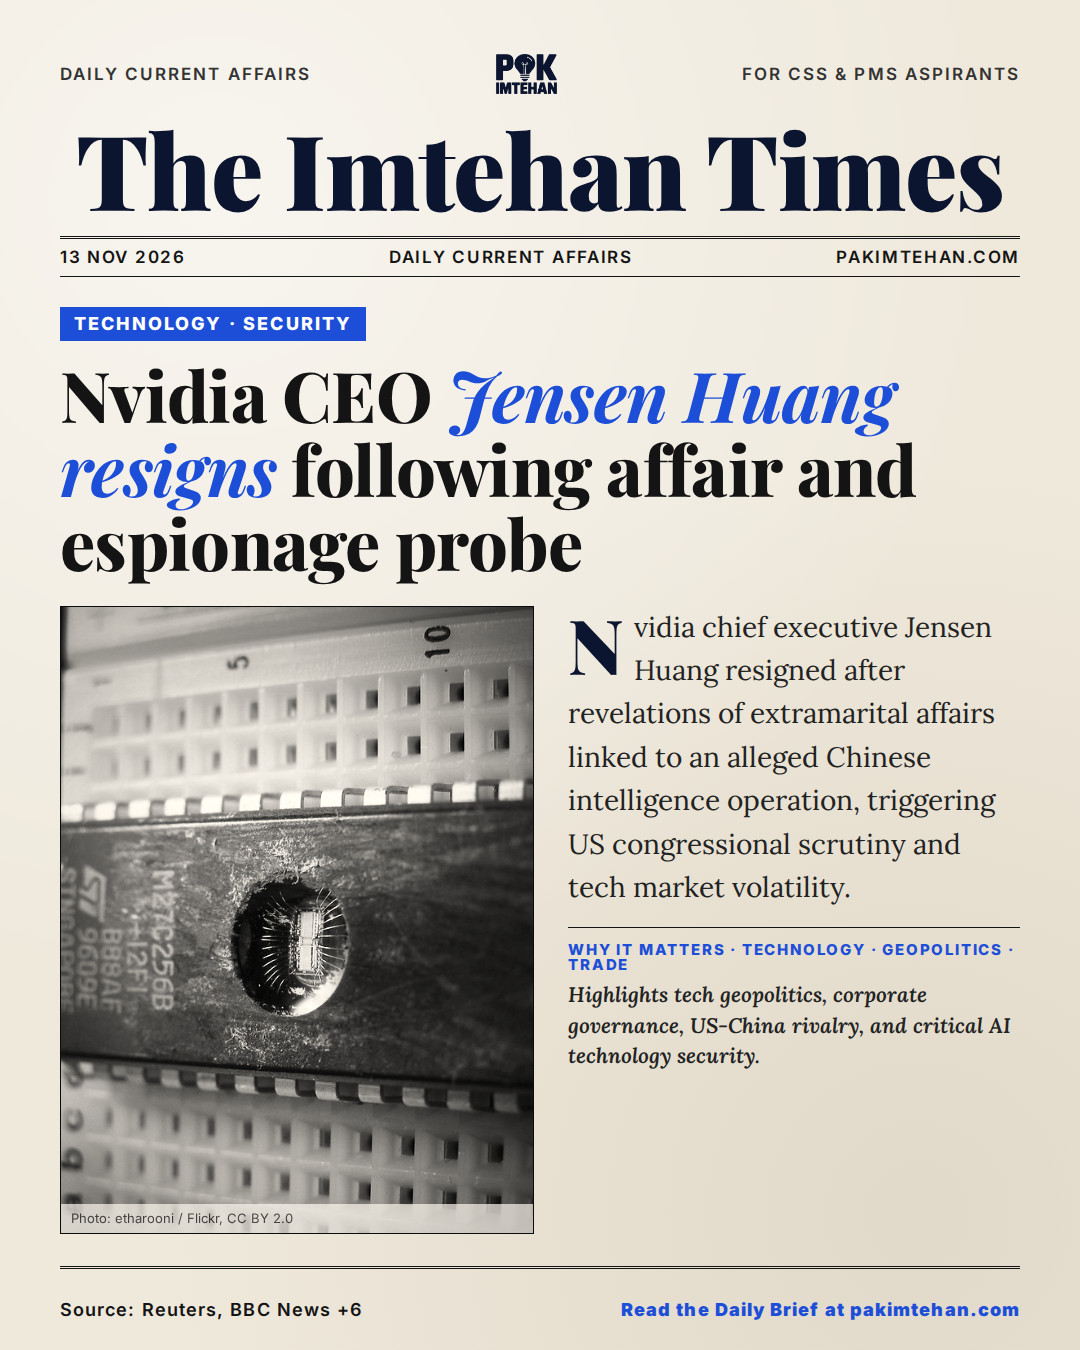 DAILY CURRENT AFFAIRS
PAK
IMTEHAN
FOR CSS & PMS ASPIRANTS
The Imtehan Times
13 NOV 2026
DAILY CURRENT AFFAIRS
PAKIMTEHAN.COM
TECHNOLOGY · SECURITY
Nvidia CEO Jensen Huang
resigns following affair and
espionage probe
5
10
M27C256B
Photo: etharooni / Flickr, CC BY 2.0
Nvidia chief executive Jensen
Huang resigned after
revelations of extramarital affairs
linked to an alleged Chinese
intelligence operation, triggering
US congressional scrutiny and
tech market volatility.
WHY IT MATTERS · TECHNOLOGY · GEOPOLITICS ·
TRADE
Highlights tech geopolitics, corporate
governance, US-China rivalry, and critical AI
technology security.
Source: Reuters, BBC News +6
Read the Daily Brief at pakimtehan.com